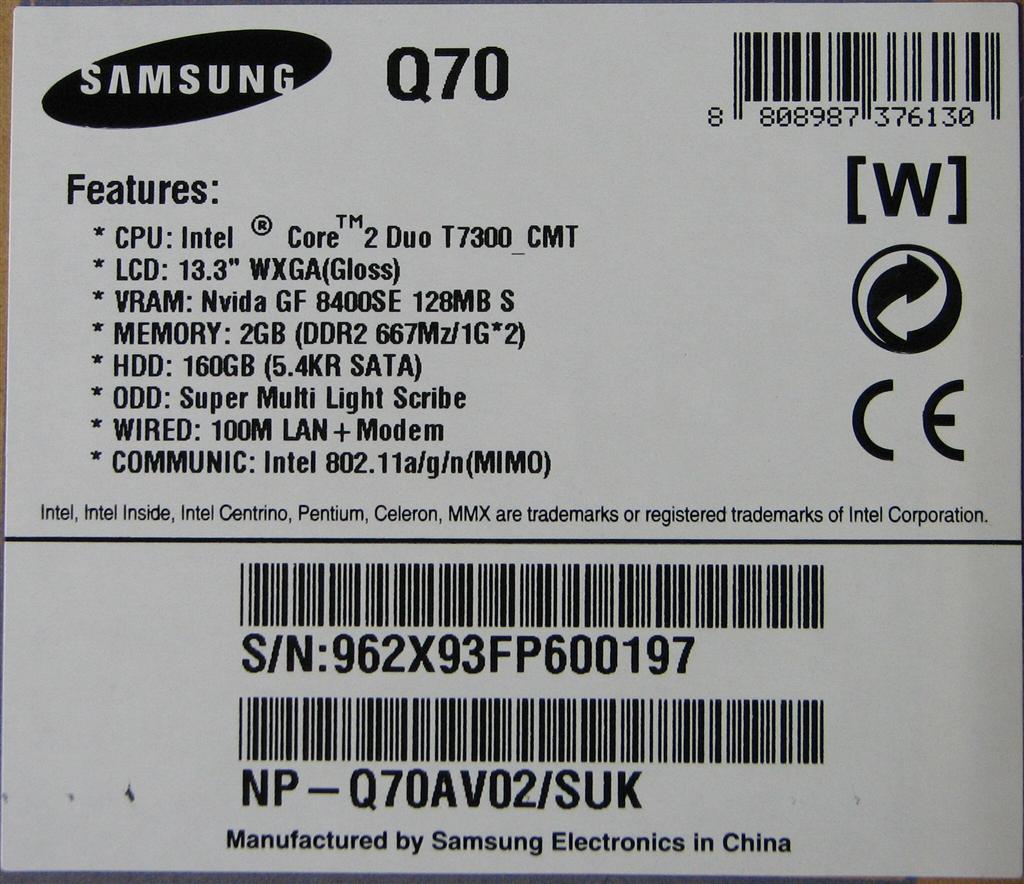 SAMSUNG Q70
8 808987 376130
[W]
Features:
* CPU: Intel ® Core™2 Duo T7300_CMT
* LCD: 13.3" WXGA(Gloss)
* VRAM: Nvida GF 8400SE 128MB S
* MEMORY: 2GB (DDR2 667Mz/1G*2)
* HDD: 160GB (5.4KR SATA)
* ODD: Super Multi Light Scribe
* WIRED: 100M LAN+Modem
* COMMUNIC: Intel 802.11a/g/n(MIMO)
CE
Intel, Intel Inside, Intel Centrino, Pentium, Celeron, MMX are trademarks or registered trademarks of Intel Corporation.
S/N:962X93FP600197
NP-Q70AV02/SUK
Manufactured by Samsung Electronics in China